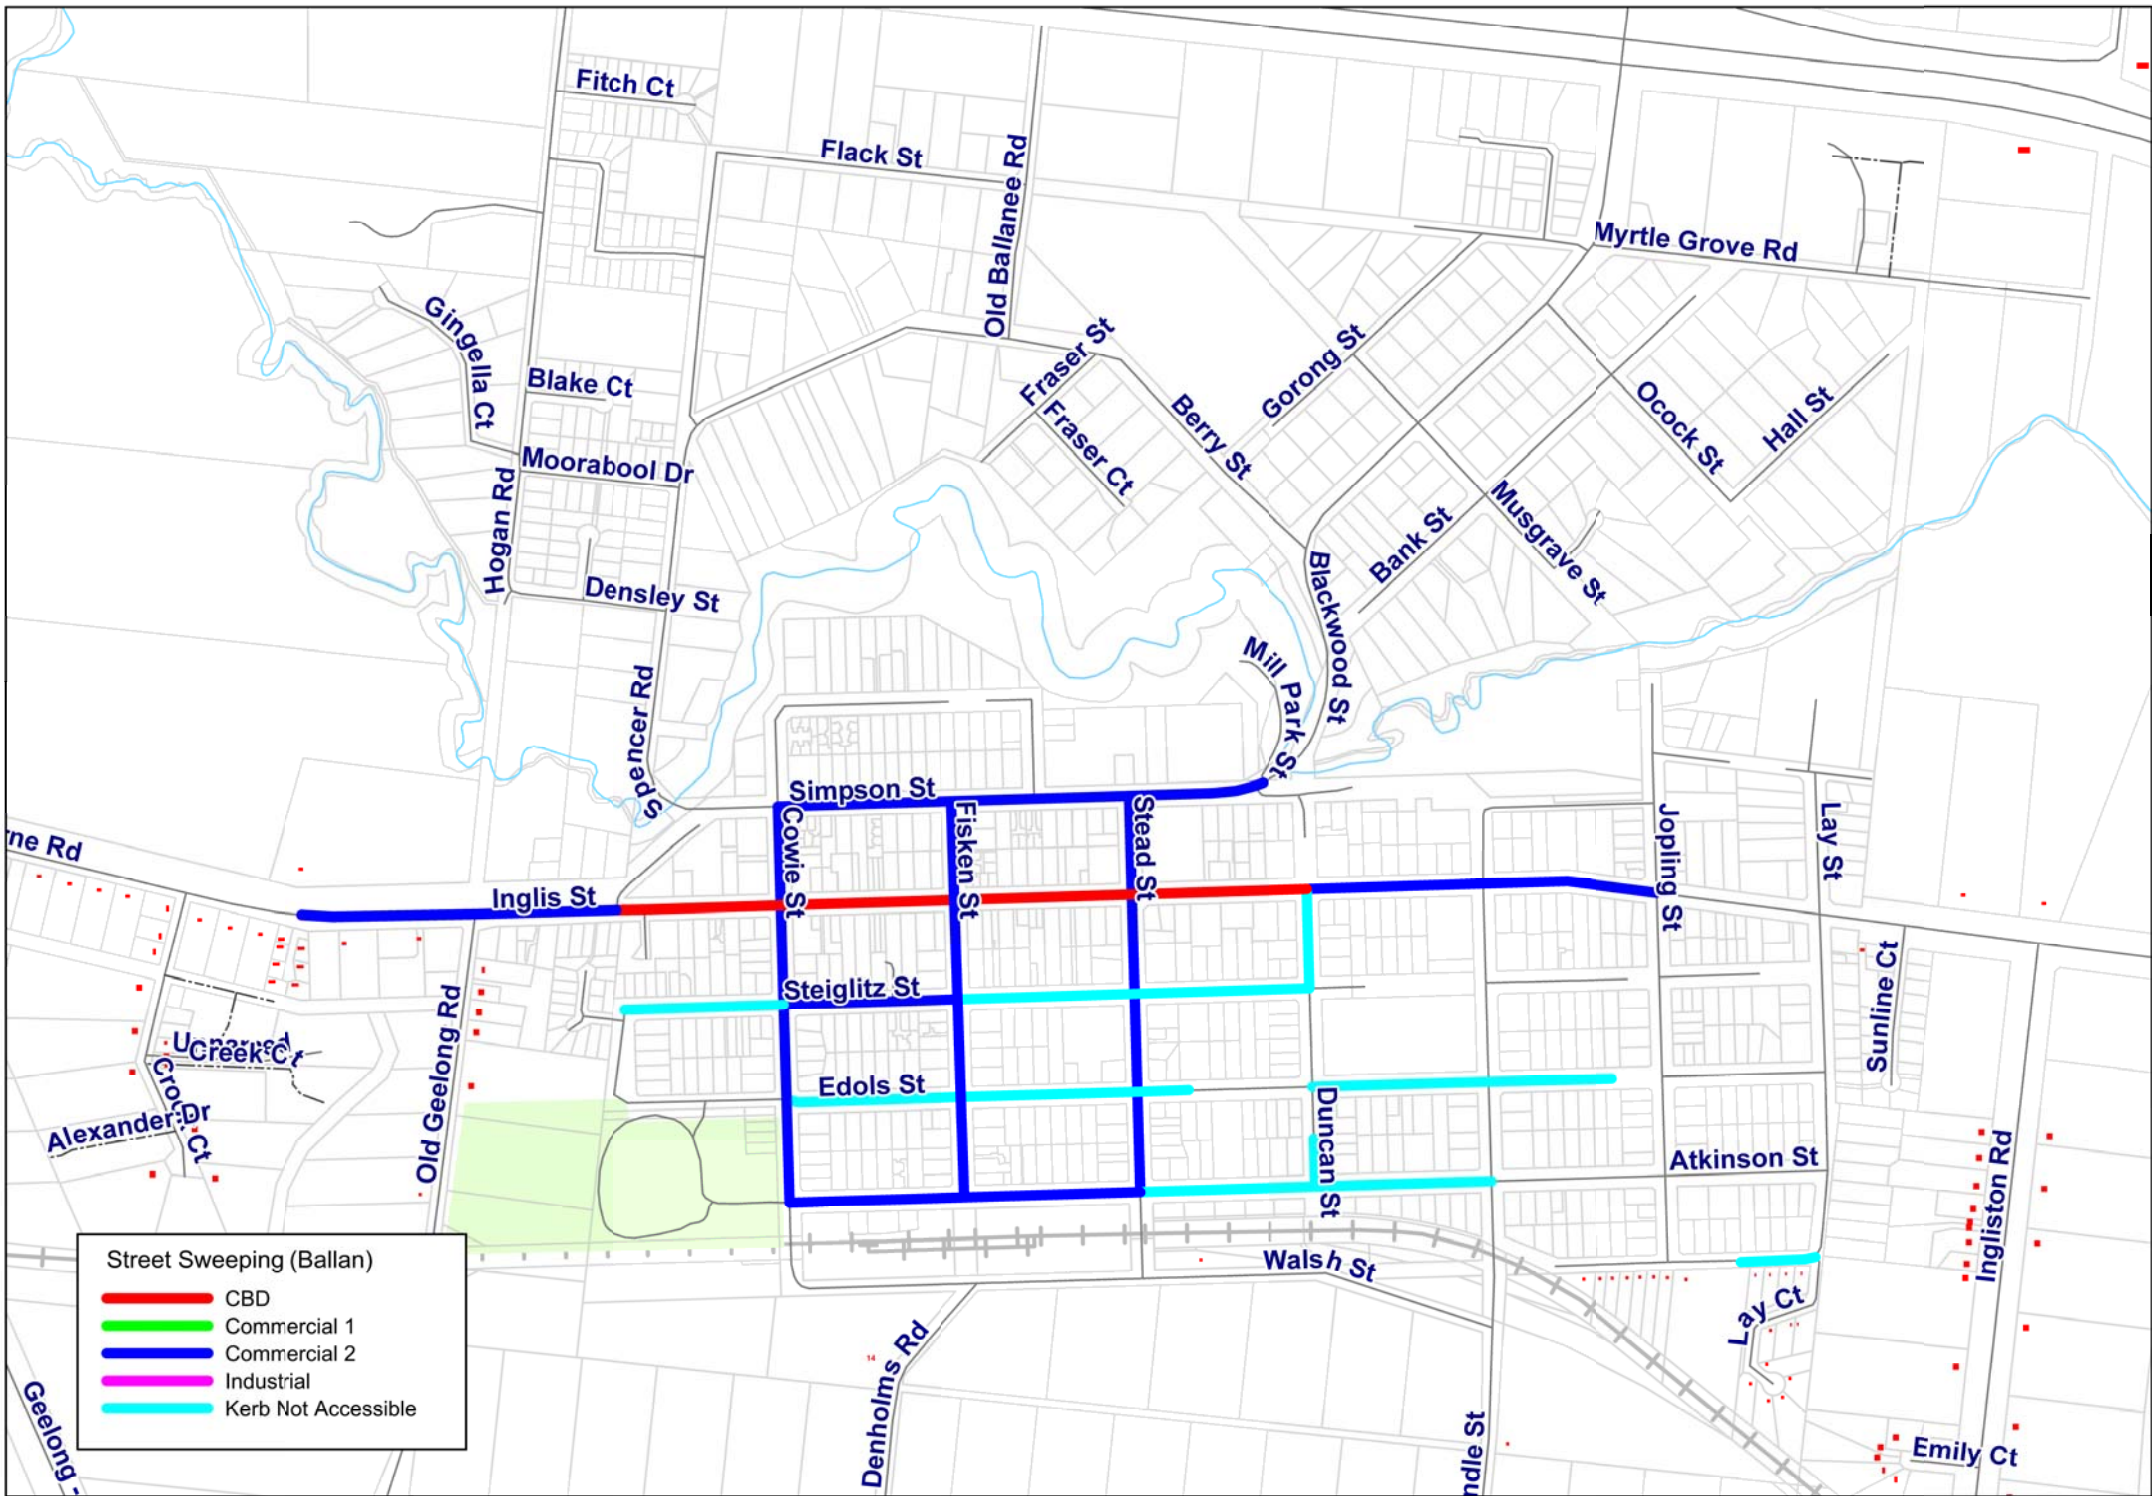 Fitch Ct
Flack St
Old Ballanee Rd
Myrtle Grove Rd
Gingella Ct
Blake Ct
Fraser St
Gorong St
Ocock St
Hall St
Berry St
Fraser Ct
Moorabool Dr
Hogan Rd
Musgrave St
Bank St
Densley St
Blackwood St
Mill Park St
Spencer Rd
Simpson St
Cowie St
Fisken St
Stead St
Jopling St
Lay St
rne Rd
Inglis St
Steiglitz St
Sunline Ct
Old Geelong Rd
Creek Ct
Edols St
Duncan St
Alexander Dr
Atkinson St
Ingliston Rd
Walsh St
Lay Ct
Denholms Rd
14
Street Sweeping (Ballan)
CBD
Commercial 1
Commercial 2
Industrial
Kerb Not Accessible
Geelong -
ndle St
Emily Ct